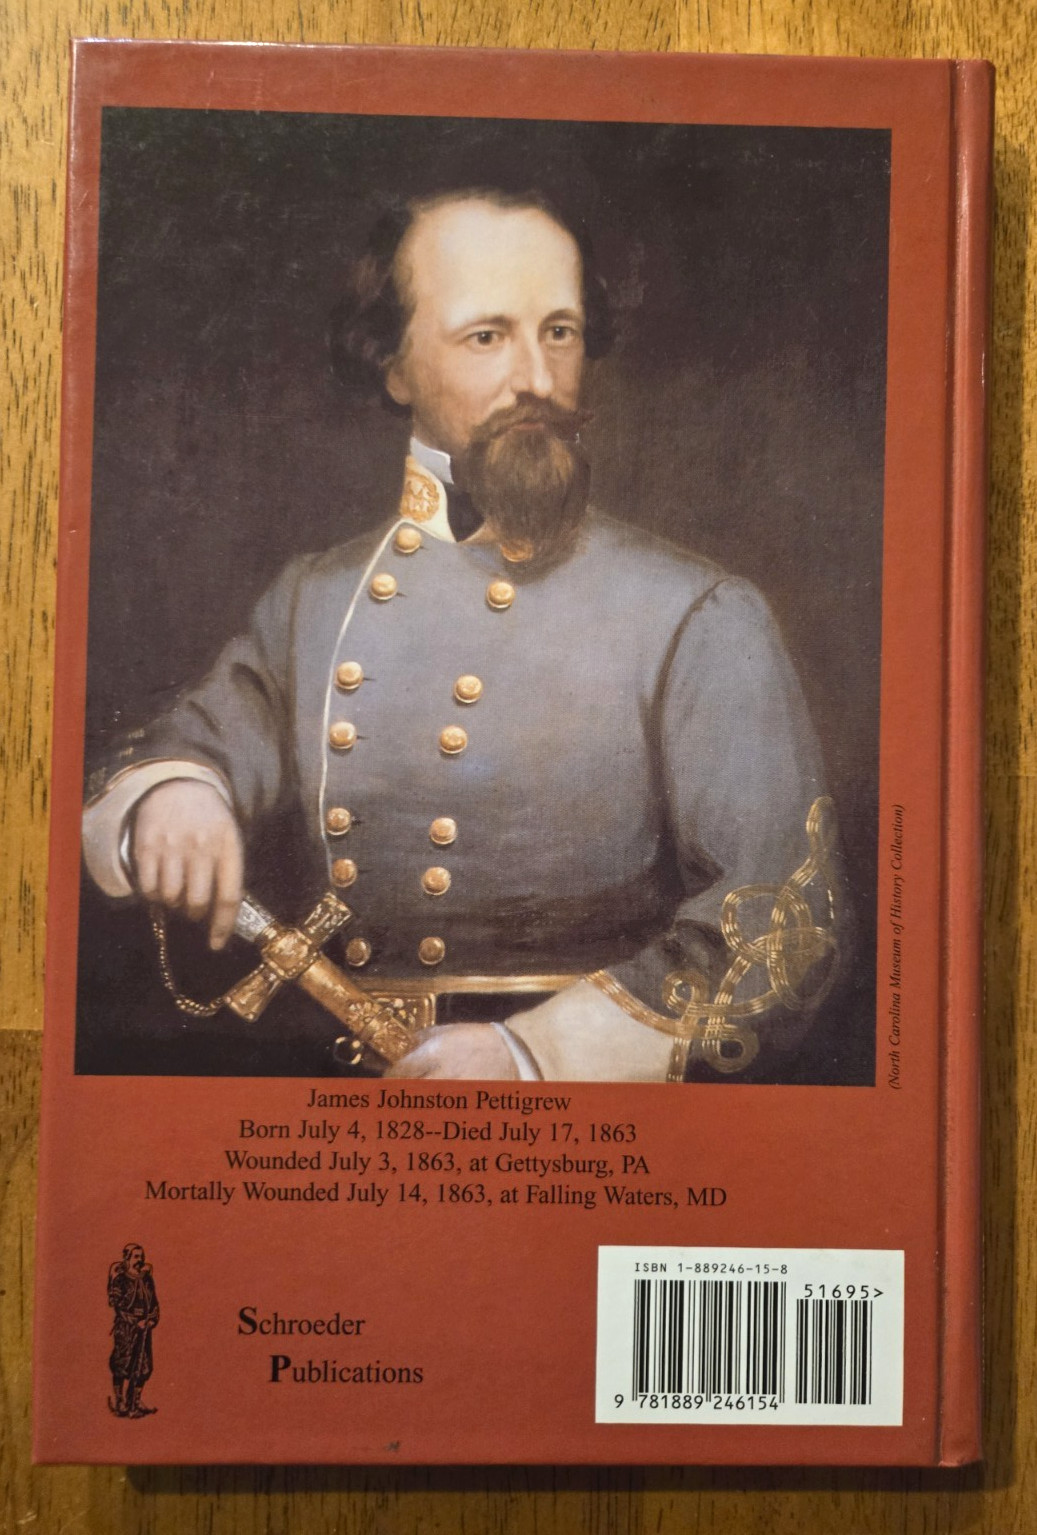 (North Carolina Museum of History Collection)
James Johnston Pettigrew
Born July 4, 1828--Died July 17, 1863
Wounded July 3, 1863, at Gettysburg, PA
Mortally Wounded July 14, 1863, at Falling Waters, MD
Schroeder
Publications
ISBN 1-889246-15-8
51695>
9 781889 246154